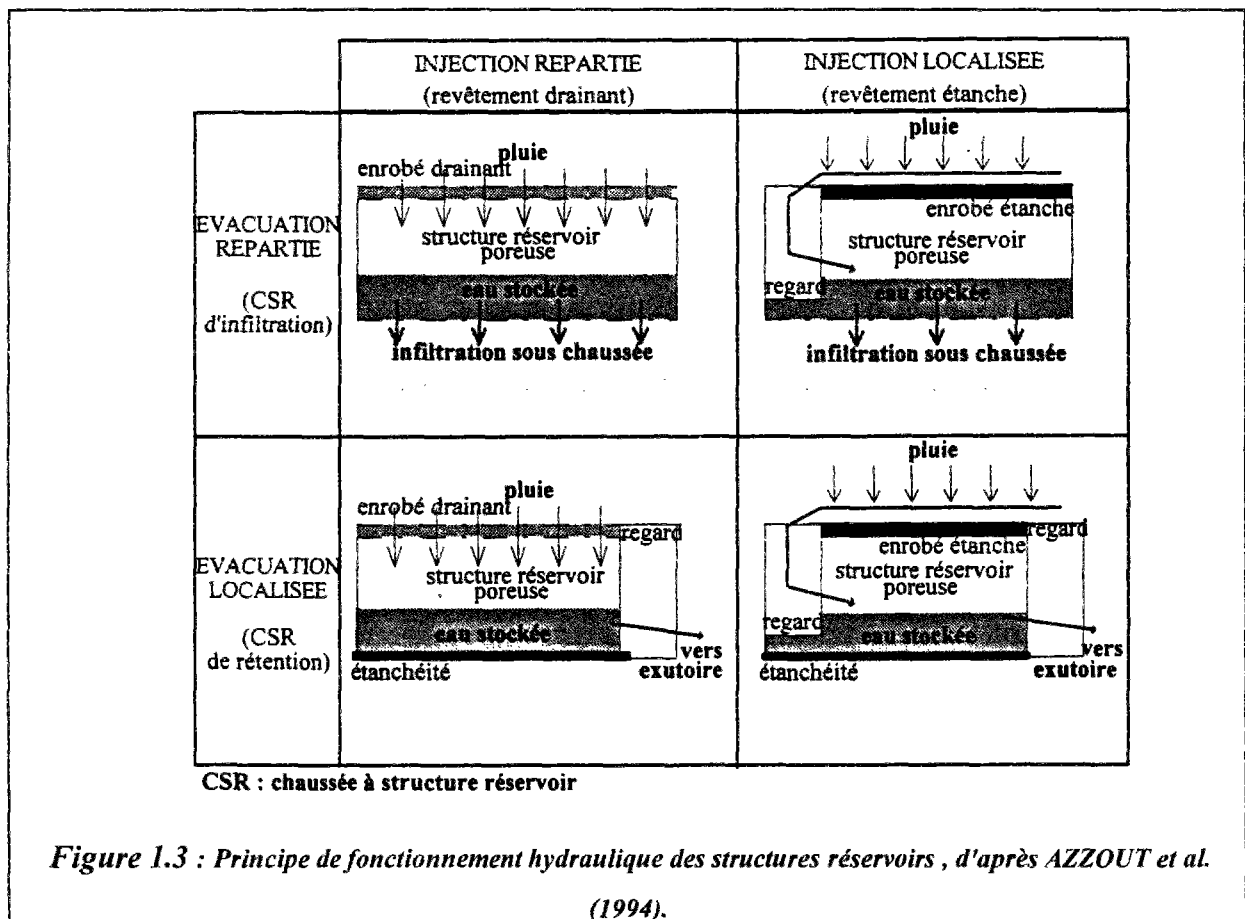 INJECTION REPARTIE
(revêtement drainant)
INJECTION LOCALISEE
(revêtement étanche)
EVACUATION
REPARTIE
(CSR
d'infiltration)
pluie
enrobé drainant
structure réservoir
poreuse
eau stockée
infiltration sous chaussée
pluie
enrobé étanche
structure réservoir
poreuse
regard
eau stockée
infiltration sous chaussée
EVACUATION
LOCALISEE
(CSR
de rétention)
pluie
enrobé drainant
regard
structure réservoir
poreuse
eau stockée
vers
étanchéité
exutoire
pluie
regard
enrobé étanche
structure réservoir
poreuse
regard
eau stockée
vers
étanchéité
exutoire
CSR : chaussée à structure réservoir
Figure 1.3 : Principe de fonctionnement hydraulique des structures réservoirs , d'après AZZOUT et al.
(1994).